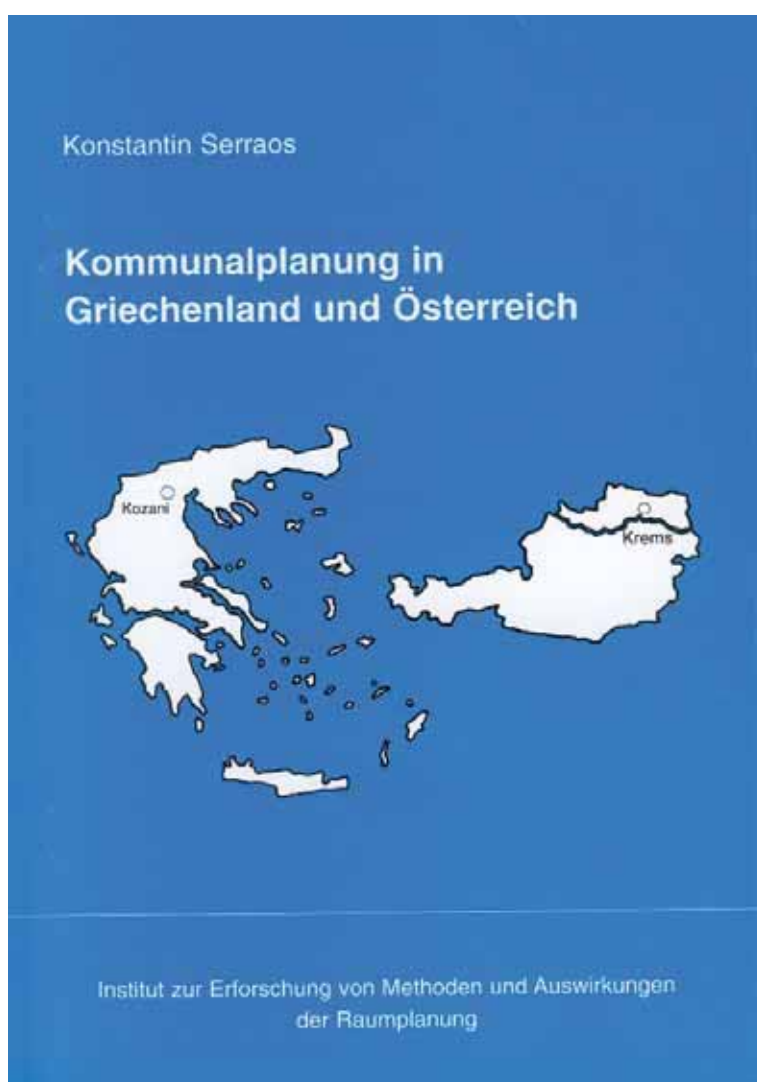 Konstantin Serraos
Kommunalplanung in
Griechenland und Österreich
Kozani
Krems
Institut zur Erforschung von Methoden und Auswirkungen
der Raumplanung